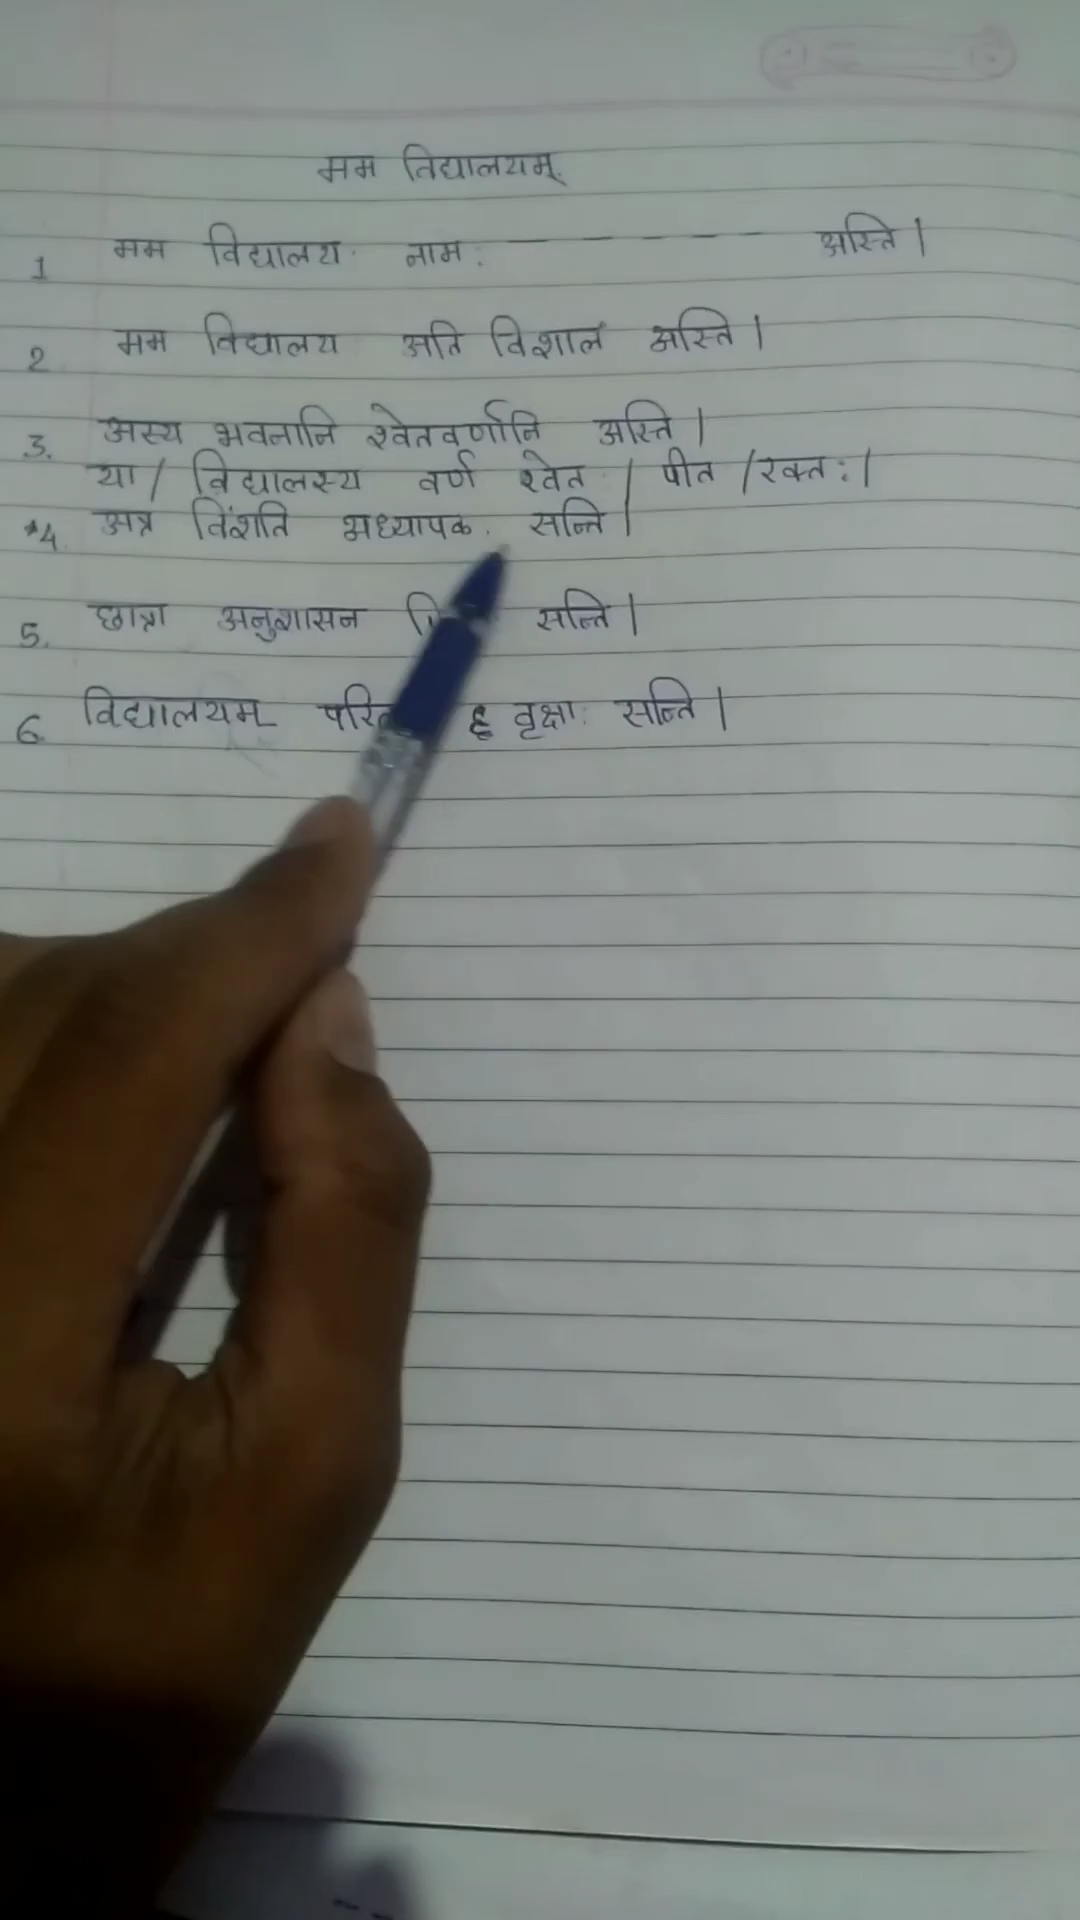 मम विद्यालयम्
1 मम विद्यालय. नाम: - - - - - - अस्ति।
2 मम विद्यालय अति विशालं अस्ति।
3. अस्य भवनानि श्वेतवर्णानि अस्ति।
या / विद्यालस्य वर्ण श्वेत / पीत / रक्तः।
4. अत्र विंशति अध्यापक. सन्ति।
5. छात्रा अनुशासन सन्ति।
6. विद्यालयम् वृक्षाः सन्ति।